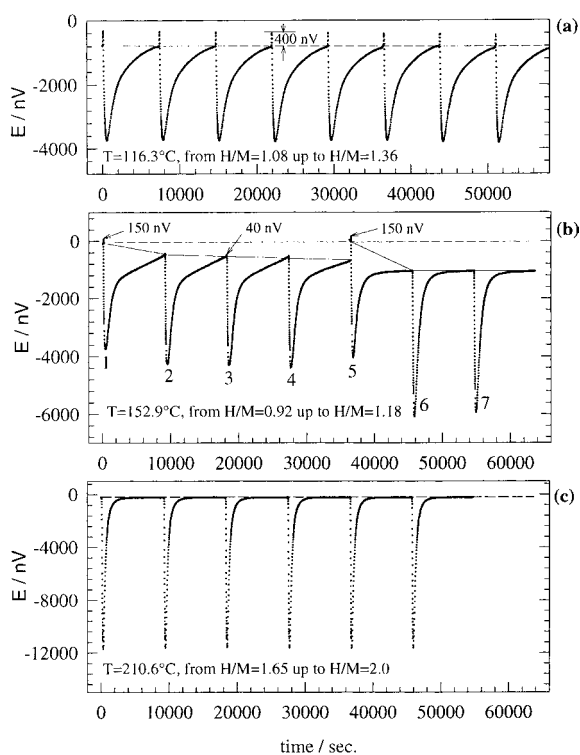 (a)
400 nV
0
-2000
-4000
E / nV
T=116.3°C, from H/M=1.08 up to H/M=1.36
0 10000 20000 30000 40000 50000
(b)
150 nV 40 nV 150 nV
0
-2000
-4000
-6000
E / nV
1 2 3 4 5 6 7
T=152.9°C, from H/M=0.92 up to H/M=1.18
0 10000 20000 30000 40000 50000 60000
(c)
0
-4000
-8000
-12000
E / nV
T=210.6°C, from H/M=1.65 up to H/M=2.0
0 10000 20000 30000 40000 50000 60000
time / sec.